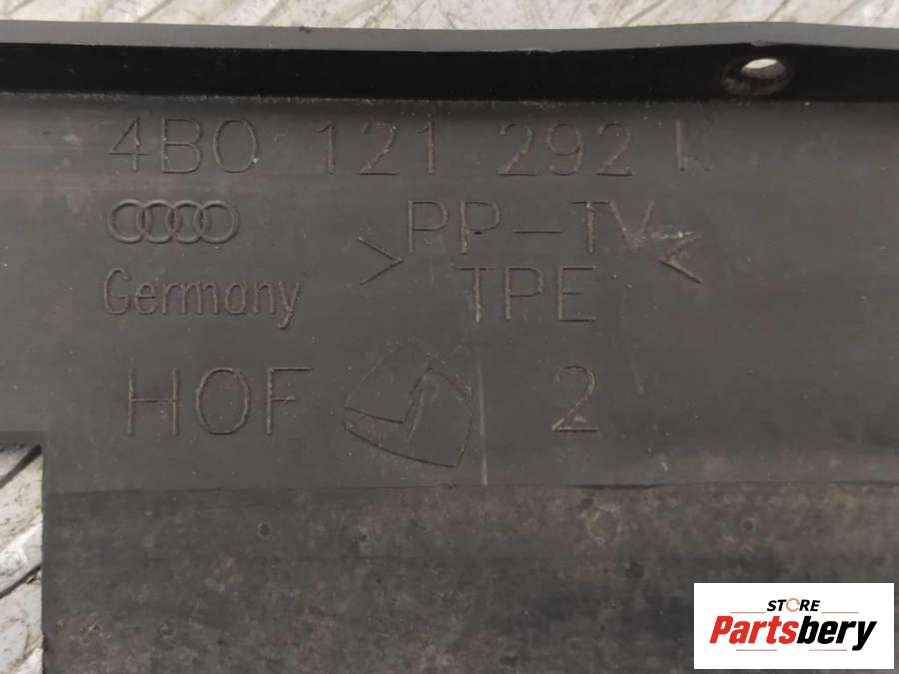 4B0 121 292
>PP-TV<
TPE
Germany
HOF 2
STORE
Partsbery